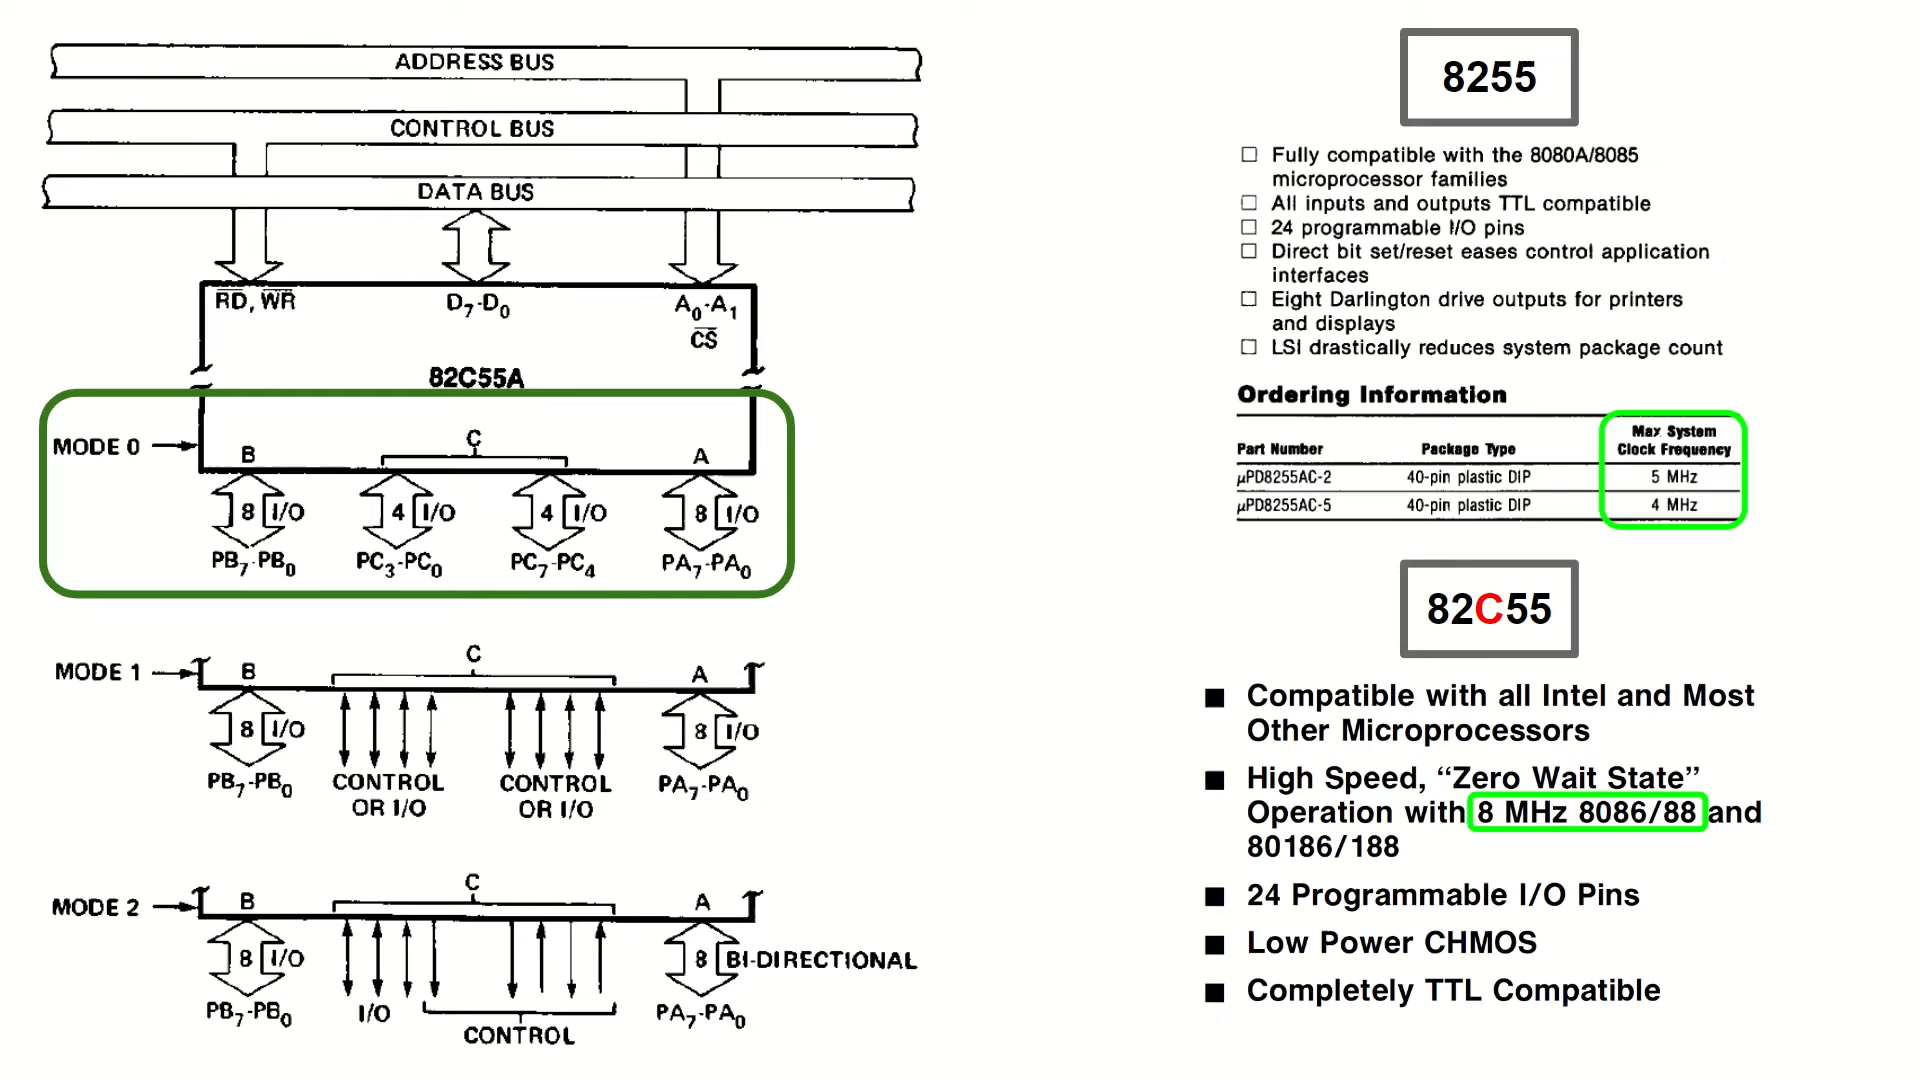 ADDRESS BUS
CONTROL BUS
DATA BUS
RD, WR
D7-D0
A0-A1
CS
82C55A
MODE 0
B
C
A
8 I/O
4 I/O
4 I/O
8 I/O
PB7-PB0
PC3-PC0
PC7-PC4
PA7-PA0
MODE 1
B
C
A
8 I/O
8 I/O
PB7-PB0
CONTROL
OR I/O
CONTROL
OR I/O
PA7-PA0
MODE 2
B
C
A
8 I/O
8 BI-DIRECTIONAL
PB7-PB0
I/O
CONTROL
PA7-PA0
8255
□ Fully compatible with the 8080A/8085
microprocessor families
□ All inputs and outputs TTL compatible
□ 24 programmable I/O pins
□ Direct bit set/reset eases control application
interfaces
□ Eight Darlington drive outputs for printers
and displays
□ LSI drastically reduces system package count
Ordering Information
Part Number Package Type Max System
Clock Frequency
μPD8255AC-2 40-pin plastic DIP 5 MHz
μPD8255AC-5 40-pin plastic DIP 4 MHz
82C55
■ Compatible with all Intel and Most
Other Microprocessors
■ High Speed, “Zero Wait State”
Operation with 8 MHz 8086/88 and
80186/188
■ 24 Programmable I/O Pins
■ Low Power CHMOS
■ Completely TTL Compatible